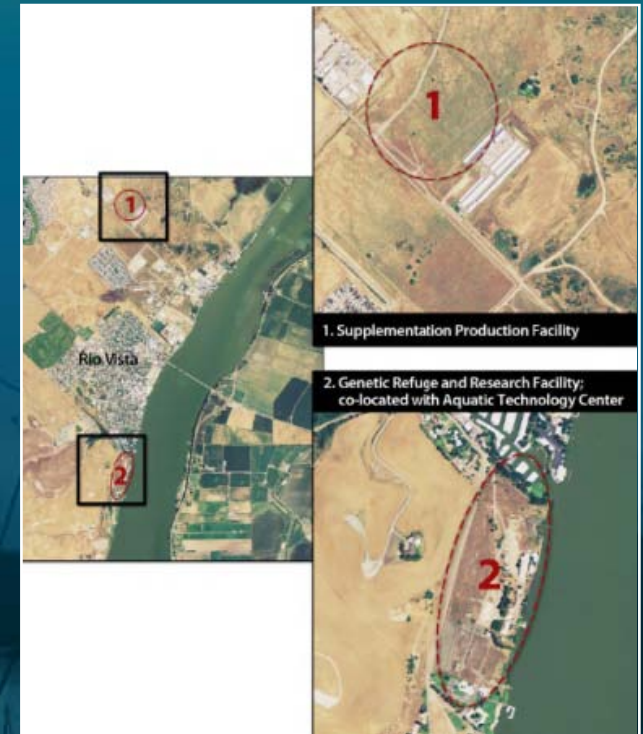 1
Rio Vista
2
1
1. Supplementation Production Facility
2. Genetic Refuge and Research Facility;
co-located with Aquatic Technology Center
2